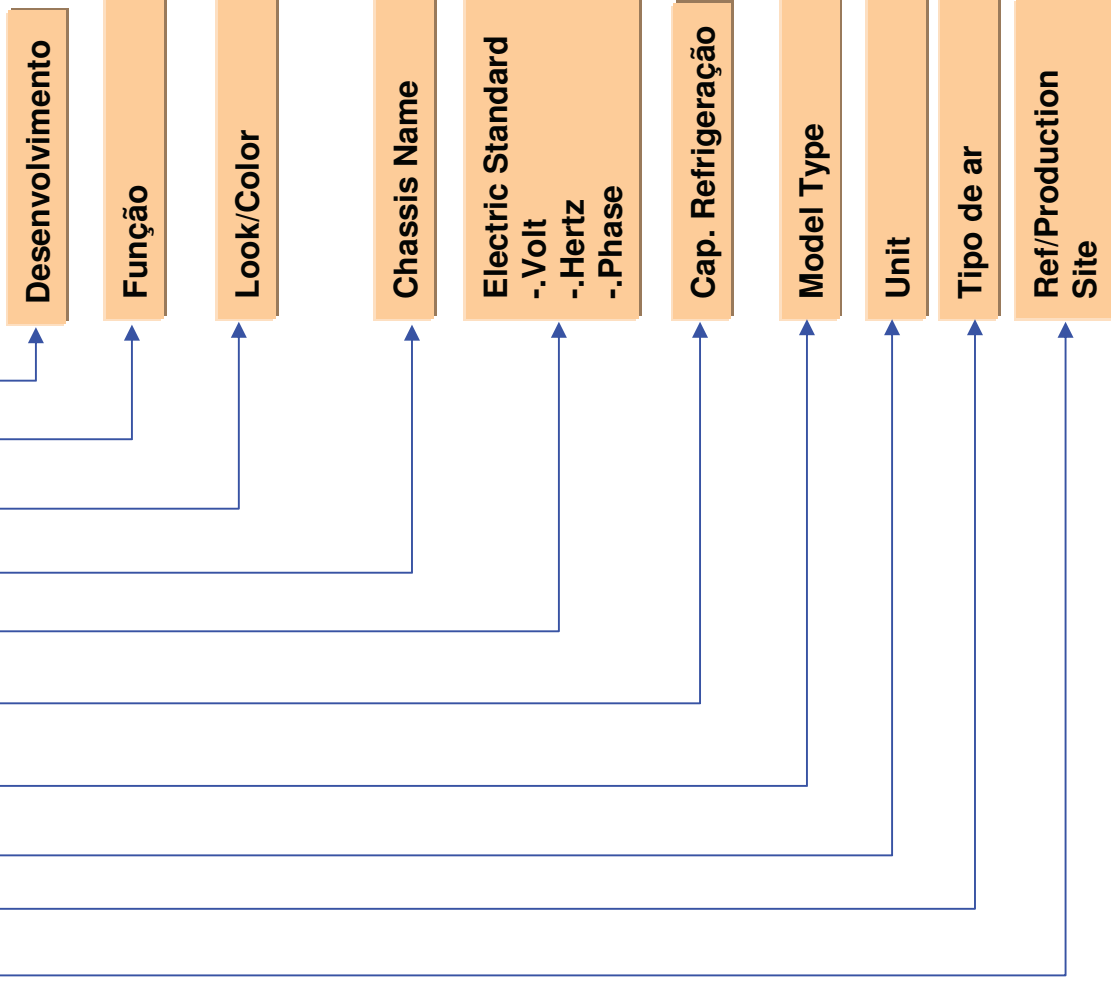 Desenvolvimento
Função
Look/Color
Chassis Name
Electric Standard
-.Volt
-.Hertz
-.Phase
Cap. Refrigeração
Model Type
Unit
Tipo de ar
Ref/Production
Site